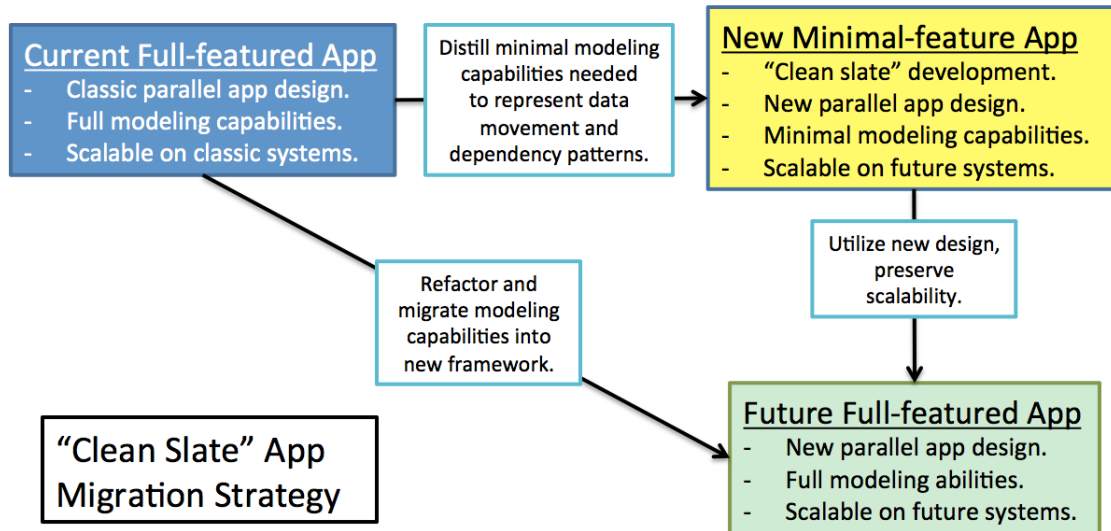 Current Full-featured App
- Classic parallel app design.
- Full modeling capabilities.
- Scalable on classic systems.
Distill minimal modeling
capabilities needed
to represent data
movement and
dependency patterns.
New Minimal-feature App
- “Clean slate” development.
- New parallel app design.
- Minimal modeling capabilities.
- Scalable on future systems.
Utilize new design,
preserve
scalability.
Refactor and
migrate modeling
capabilities into
new framework.
Future Full-featured App
- New parallel app design.
- Full modeling abilities.
- Scalable on future systems.
“Clean Slate” App
Migration Strategy